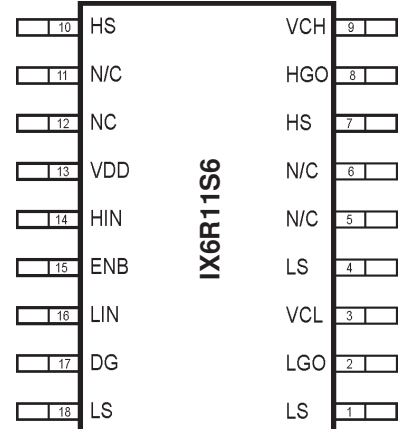 10 HS VCH 9
11 N/C HGO 8
12 NC HS 7
13 VDD N/C 6
14 HIN N/C 5
15 ENB LS 4
16 LIN VCL 3
17 DG LGO 2
18 LS LS 1
IX6R11S6